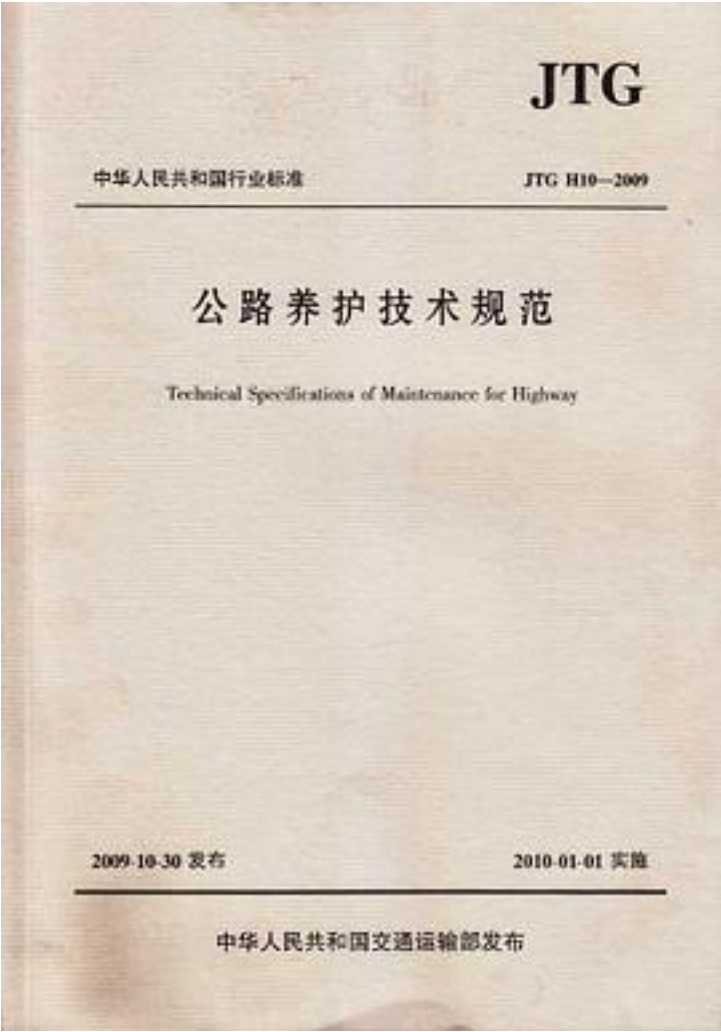 JTG
中华人民共和国行业标准 JTG H10—2009
公路养护技术规范
Technical Specifications of Maintenance for Highway
2009-10-30 发布 2010-01-01 实施
中华人民共和国交通运输部发布